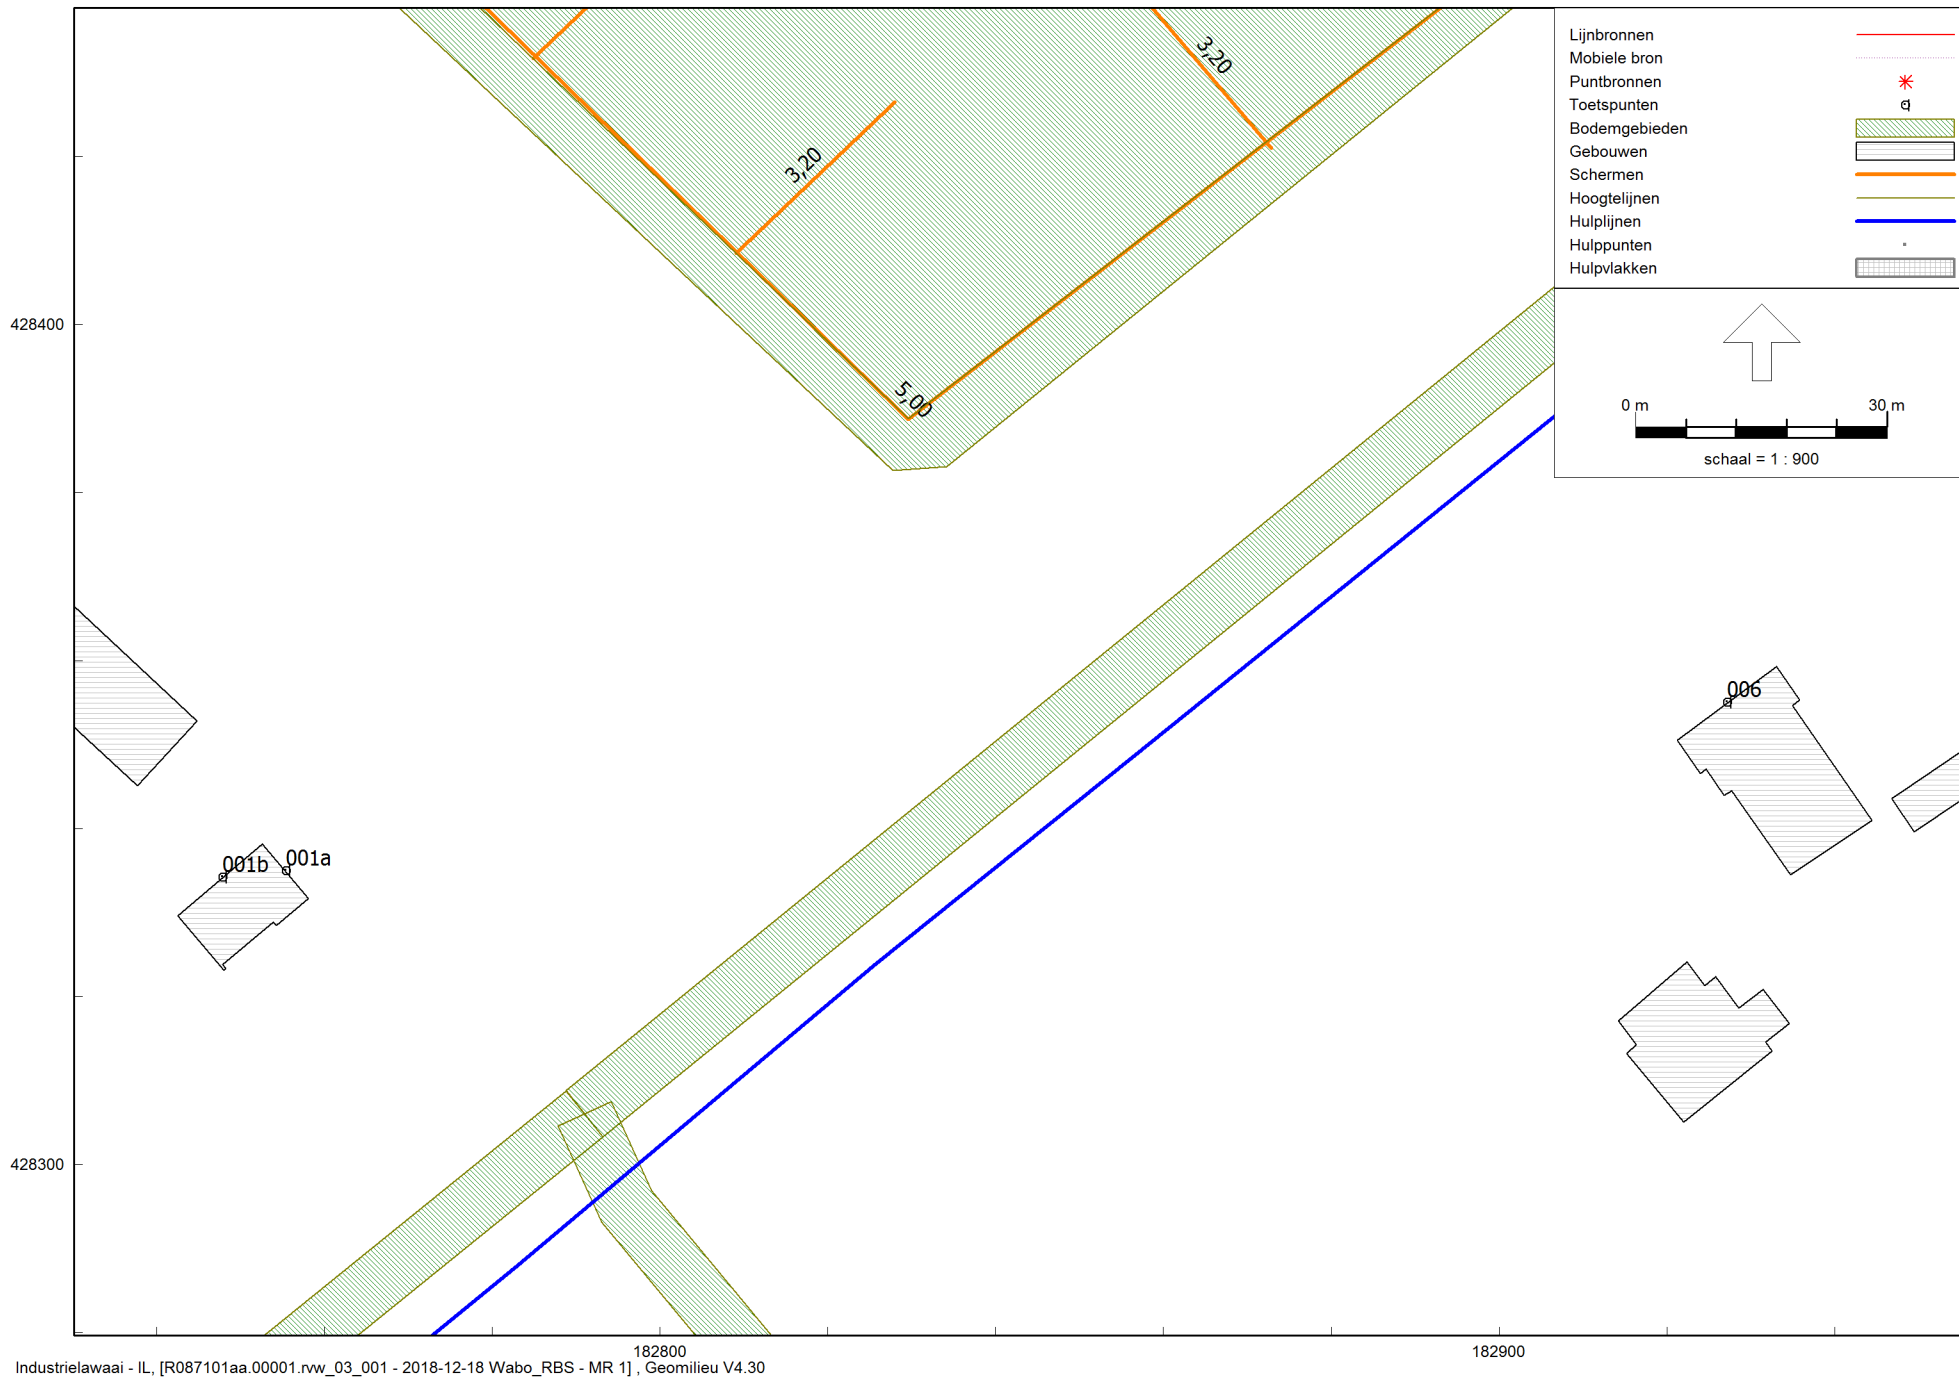 Lijnbronnen
Mobiele bron
Puntbronnen
Toetspunten
Bodemgebieden
Gebouwen
Schermen
Hoogtelijnen
Hulplijnen
Hulppunten
Hulpvlakken
0 m 30 m
schaal = 1 : 900
3,20
3,20
5,00
428400
006
001b 001a
428300
182800 182900
Industrielawaai - IL, [R087101aa.00001.rvw_03_001 - 2018-12-18 Wabo_RBS - MR 1] , Geomilieu V4.30